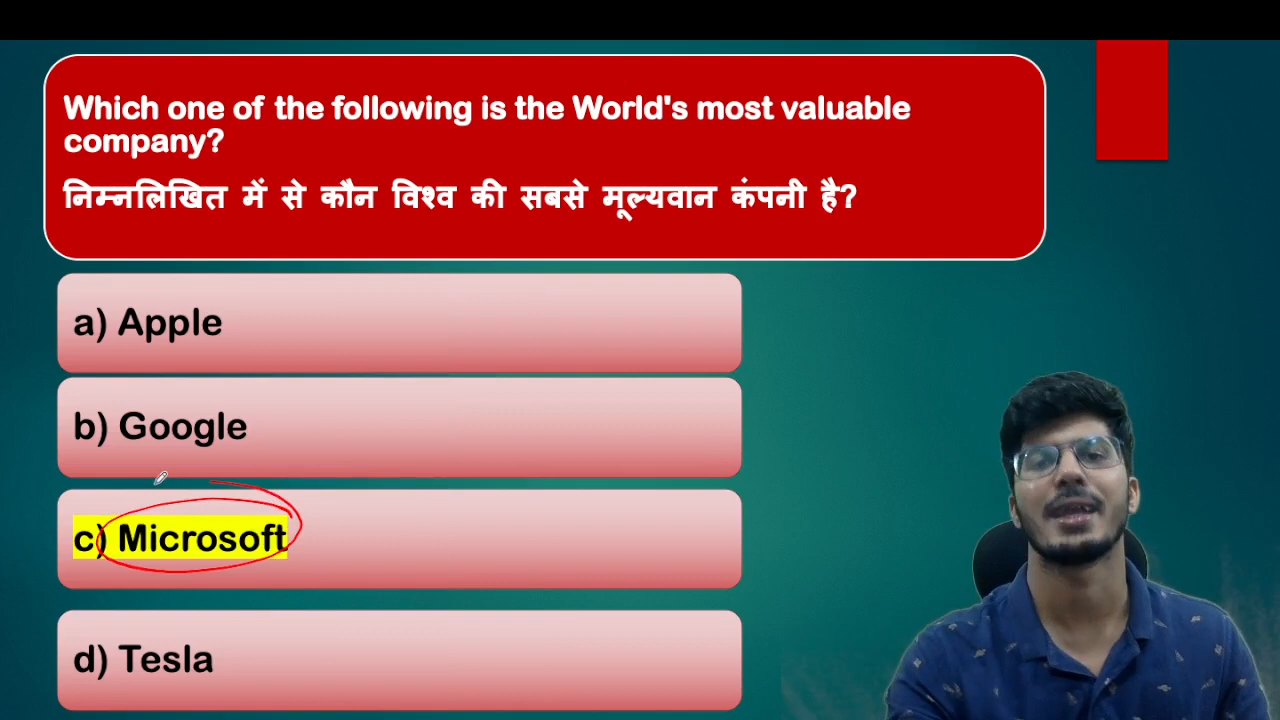 Which one of the following is the World's most valuable
company?
निम्नलिखित में से कौन विश्व की सबसे मूल्यवान कंपनी है?
a) Apple
b) Google
c) Microsoft
d) Tesla